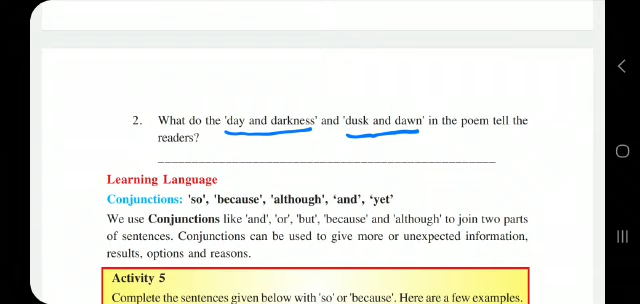 2. What do the 'day and darkness' and 'dusk and dawn' in the poem tell the
readers?
Learning Language
Conjunctions: 'so', 'because', 'although', ‘and’, ‘yet’
We use Conjunctions like 'and', 'or', 'but', 'because' and 'although' to join two parts
of sentences. Conjunctions can be used to give more or unexpected information,
results, options and reasons.
Activity 5
Complete the sentences given below with 'so' or 'because'. Here are a few examples.